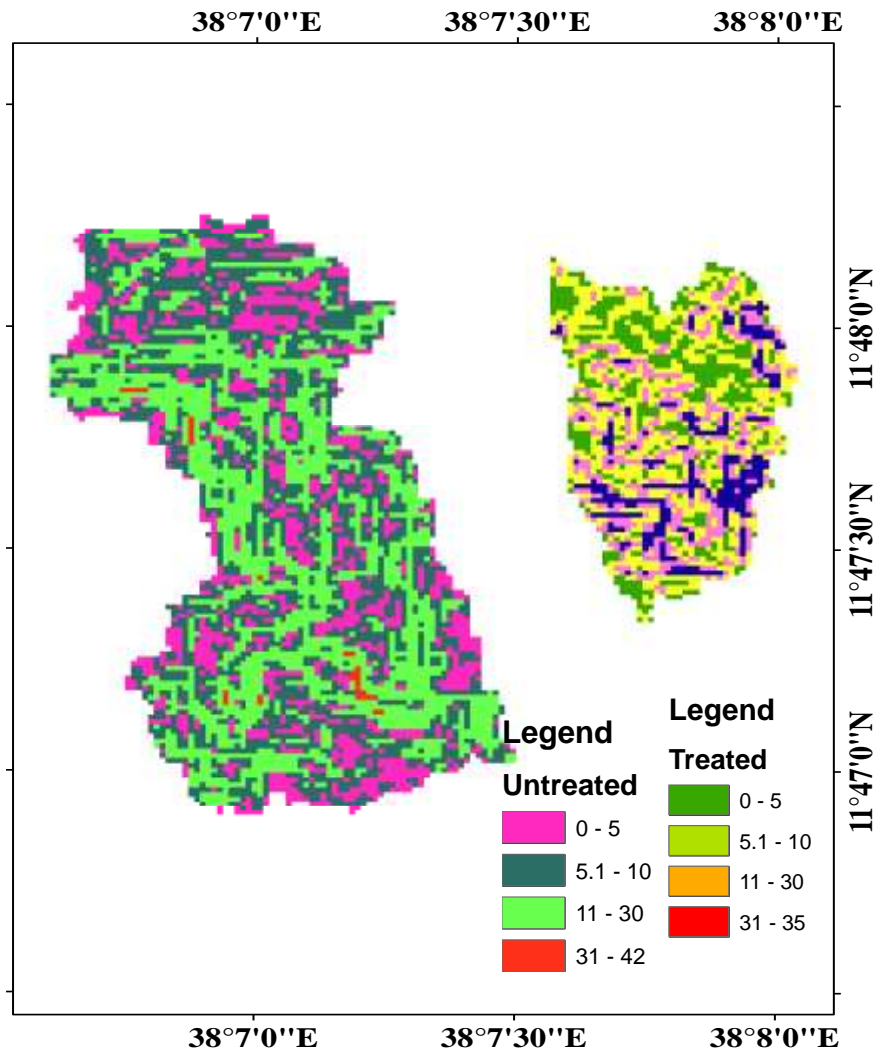 38°7'0"E 38°7'30"E 38°8'0"E
11°48'0"N
11°47'30"N
11°47'0"N
Legend
Untreated
0 - 5
5.1 - 10
11 - 30
31 - 42
Legend
Treated
0 - 5
5.1 - 10
11 - 30
31 - 35
38°7'0"E 38°7'30"E 38°8'0"E